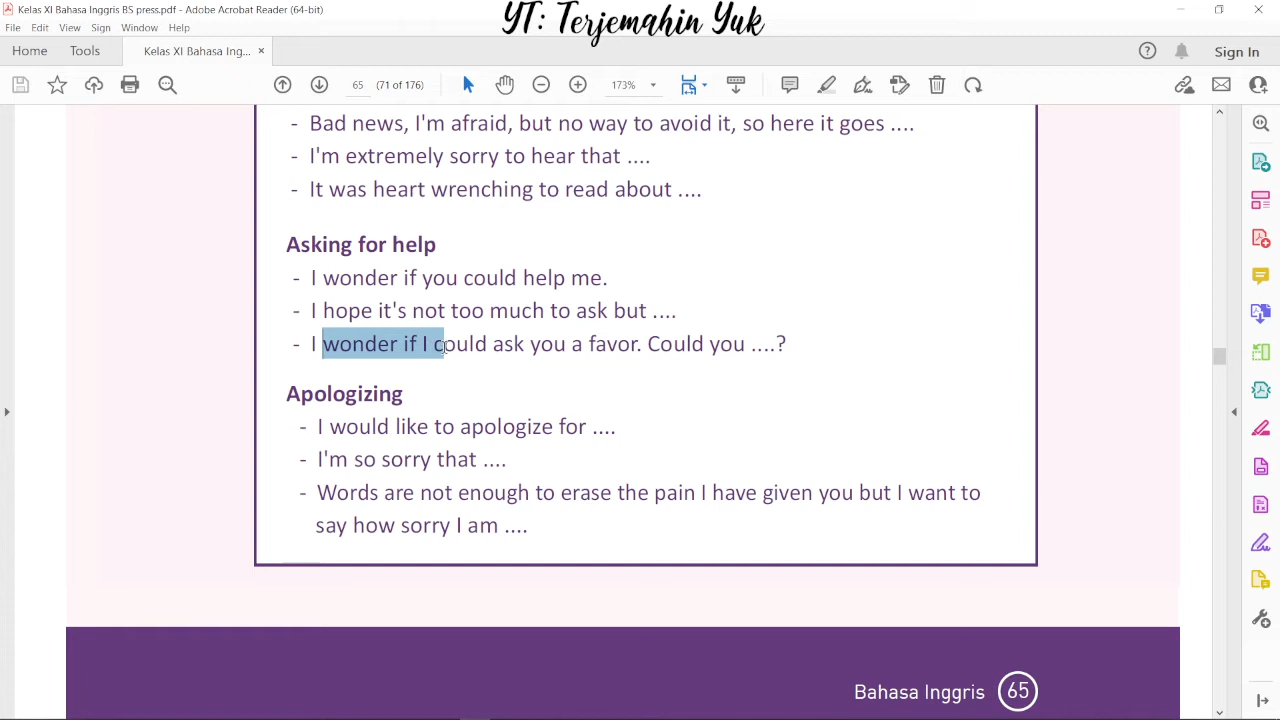 Kelas XI Bahasa Inggris BS press.pdf - Adobe Acrobat Reader (64-bit)
YT: Terjemahin Yuk
File Edit View Sign Window Help
Home Tools Kelas XI Bahasa Ing... × Sign In
65 (71 of 176) 173%
- Bad news, I'm afraid, but no way to avoid it, so here it goes ....
- I'm extremely sorry to hear that ....
- It was heart wrenching to read about ....
Asking for help
- I wonder if you could help me.
- I hope it's not too much to ask but ....
- I wonder if I could ask you a favor. Could you ....?
Apologizing
- I would like to apologize for ....
- I'm so sorry that ....
- Words are not enough to erase the pain I have given you but I want to
say how sorry I am ....
Bahasa Inggris 65